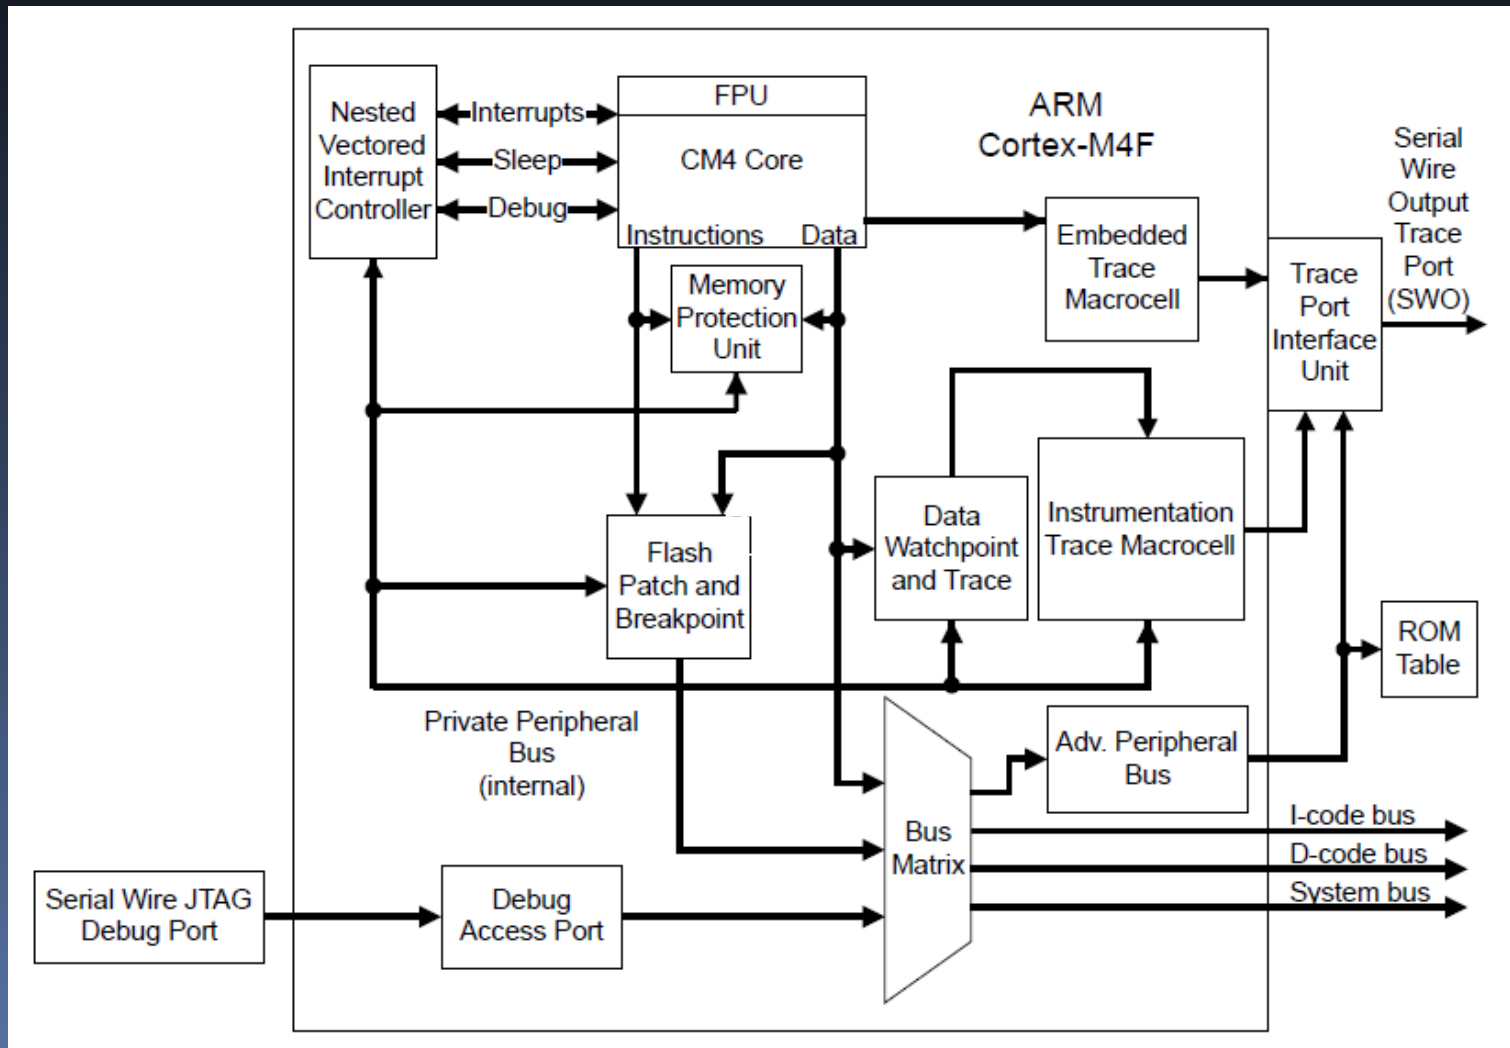 Nested
Vectored
Interrupt
Controller
Interrupts
Sleep
Debug
FPU
CM4 Core
Instructions
Data
ARM
Cortex-M4F
Serial
Wire
Output
Trace
Port
(SWO)
Embedded
Trace
Macrocell
Trace
Port
Interface
Unit
Memory
Protection
Unit
Flash
Patch and
Breakpoint
Data
Watchpoint
and Trace
Instrumentation
Trace Macrocell
ROM
Table
Private Peripheral
Bus
(internal)
Adv. Peripheral
Bus
Bus
Matrix
I-code bus
D-code bus
System bus
Serial Wire JTAG
Debug Port
Debug
Access Port